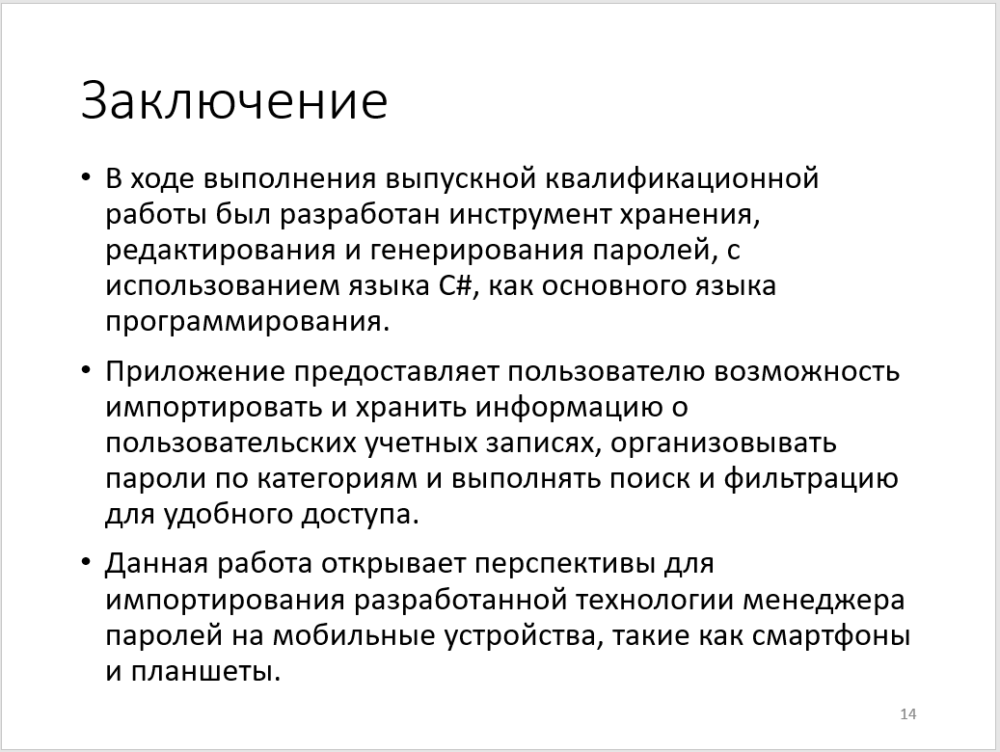 Заключение
• В ходе выполнения выпускной квалификационной
работы был разработан инструмент хранения,
редактирования и генерирования паролей, с
использованием языка C#, как основного языка
программирования.
• Приложение предоставляет пользователю возможность
импортировать и хранить информацию о
пользовательских учетных записях, организовывать
пароли по категориям и выполнять поиск и фильтрацию
для удобного доступа.
• Данная работа открывает перспективы для
импортирования разработанной технологии менеджера
паролей на мобильные устройства, такие как смартфоны
и планшеты.
14